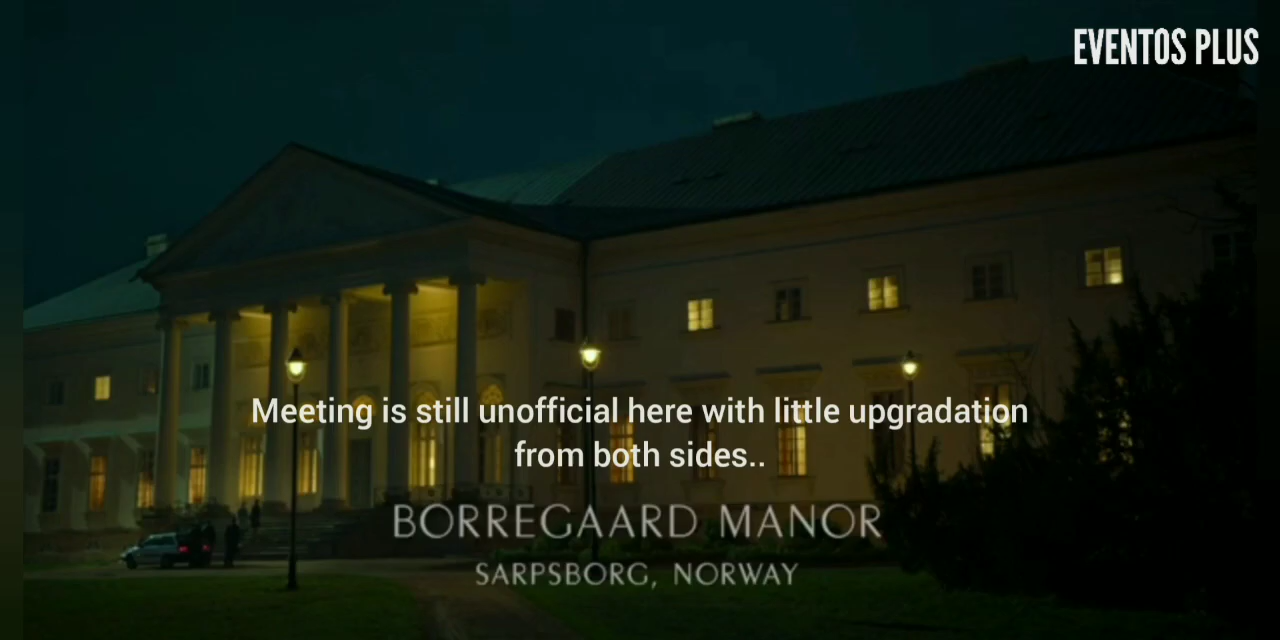 EVENTOS PLUS
Meeting is still unofficial here with little upgradation
from both sides..
BORREGAARD MANOR
SARPSBORG, NORWAY